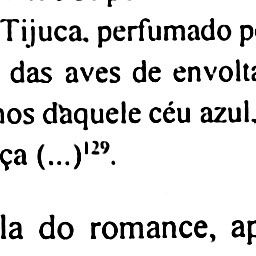 Tijuca, perfumado p
das aves de envolta
nos daquele céu azul.
ça (...)¹²⁹.
la do romance, ap